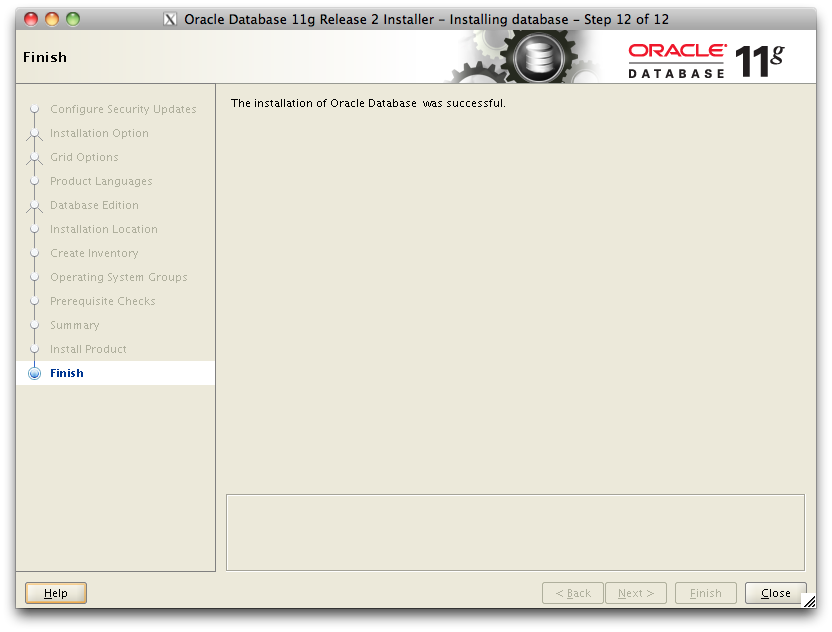 X Oracle Database 11g Release 2 Installer - Installing database - Step 12 of 12
Finish
ORACLE
DATABASE
11g
Configure Security Updates
Installation Option
Grid Options
Product Languages
Database Edition
Installation Location
Create Inventory
Operating System Groups
Prerequisite Checks
Summary
Install Product
Finish
The installation of Oracle Database was successful.
Help
< Back
Next >
Finish
Close